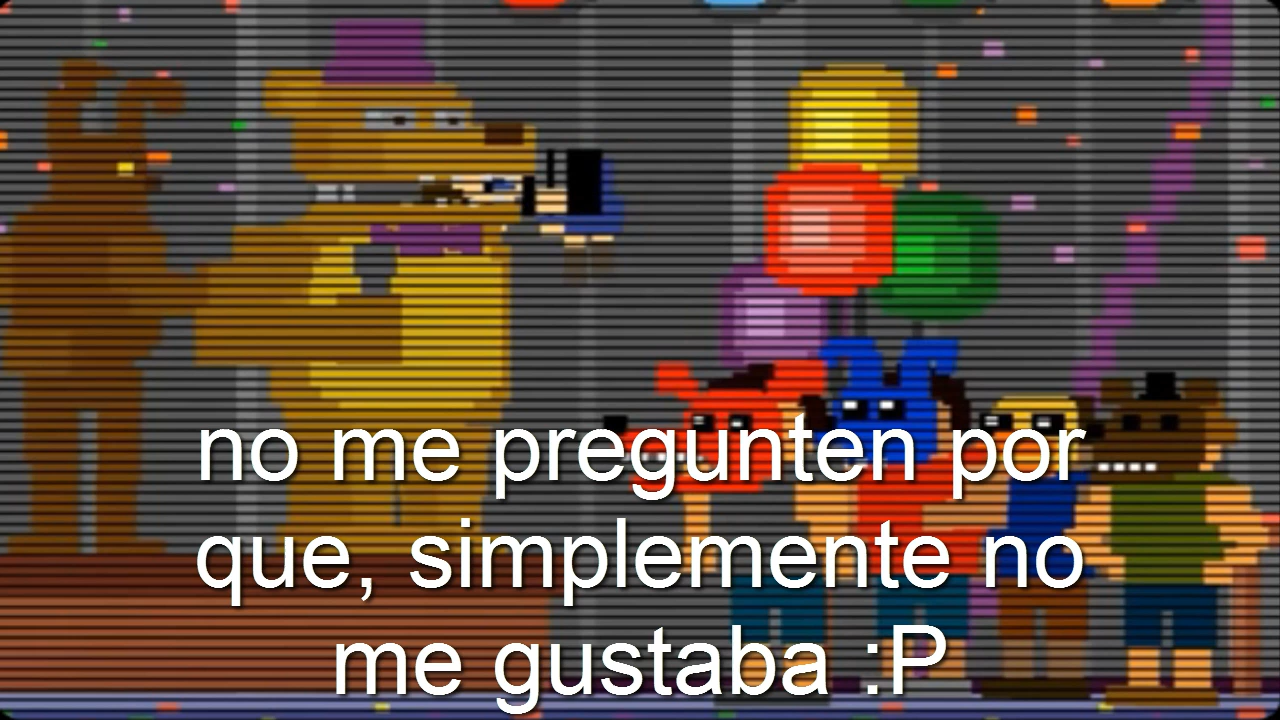 no me pregunten por
que, simplemente no
me gustaba :P